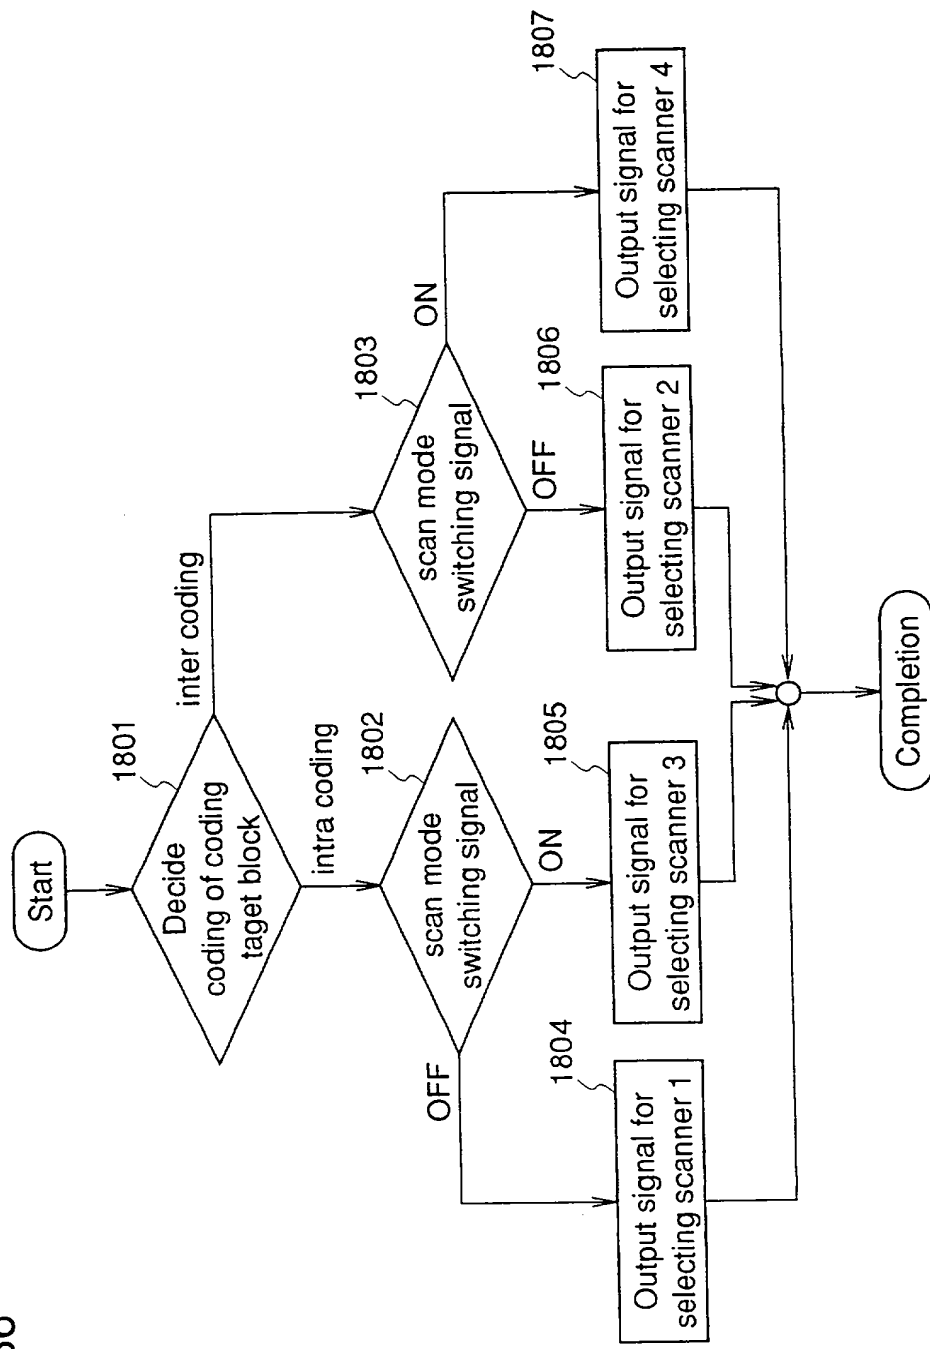 Start
1801
Decide
coding of coding
taget block
inter coding
intra coding
1802
scan mode
switching signal
1803
scan mode
switching signal
OFF
ON
OFF
ON
1804
Output signal for
selecting scanner 1
1805
Output signal for
selecting scanner 3
1806
Output signal for
selecting scanner 2
1807
Output signal for
selecting scanner 4
Completion